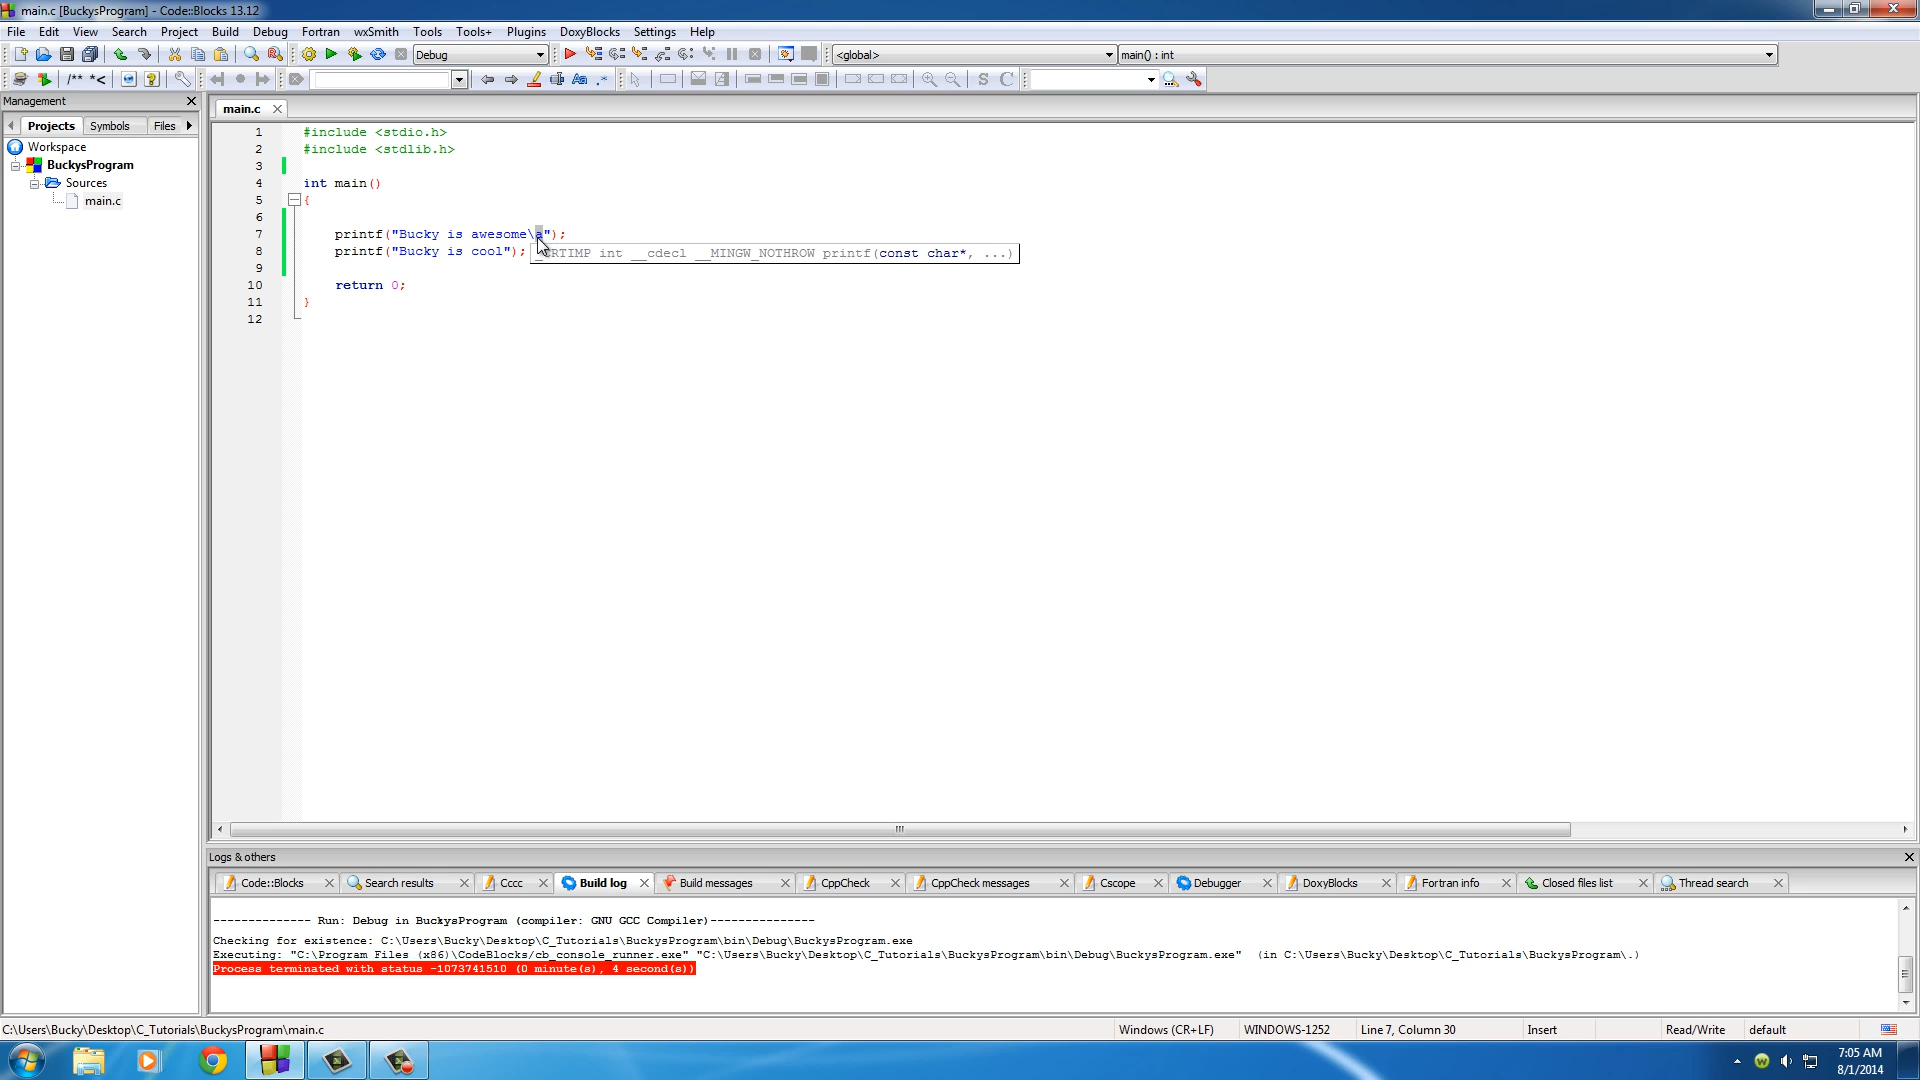 main.c [BuckysProgram] - Code::Blocks 13.12
File Edit View Search Project Build Debug Fortran wxSmith Tools Tools+ Plugins DoxyBlocks Settings Help
Debug <global> main() : int
/** *<
Aa .* S C
Management
Projects Symbols Files
Workspace
BuckysProgram
Sources
main.c
main.c
1 #include <stdio.h>
2 #include <stdlib.h>
3
4 int main()
5 {
6
7 printf("Bucky is awesome\a");
8 printf("Bucky is cool");
_CRTIMP int __cdecl __MINGW_NOTHROW printf(const char*, ...)
9
10 return 0;
11 }
12
Logs & others
Code::Blocks Search results Cccc Build log Build messages CppCheck CppCheck messages Cscope Debugger DoxyBlocks Fortran info Closed files list Thread search
-------------- Run: Debug in BuckysProgram (compiler: GNU GCC Compiler)---------------
Checking for existence: C:\Users\Bucky\Desktop\C_Tutorials\BuckysProgram\bin\Debug\BuckysProgram.exe
Executing: "C:\Program Files (x86)\CodeBlocks/cb_console_runner.exe" "C:\Users\Bucky\Desktop\C_Tutorials\BuckysProgram\bin\Debug\BuckysProgram.exe"  (in C:\Users\Bucky\Desktop\C_Tutorials\BuckysProgram\.)
Process terminated with status -1073741510 (0 minute(s), 4 second(s))
C:\Users\Bucky\Desktop\C_Tutorials\BuckysProgram\main.c Windows (CR+LF) WINDOWS-1252 Line 7, Column 30 Insert Read/Write default
7:05 AM
8/1/2014